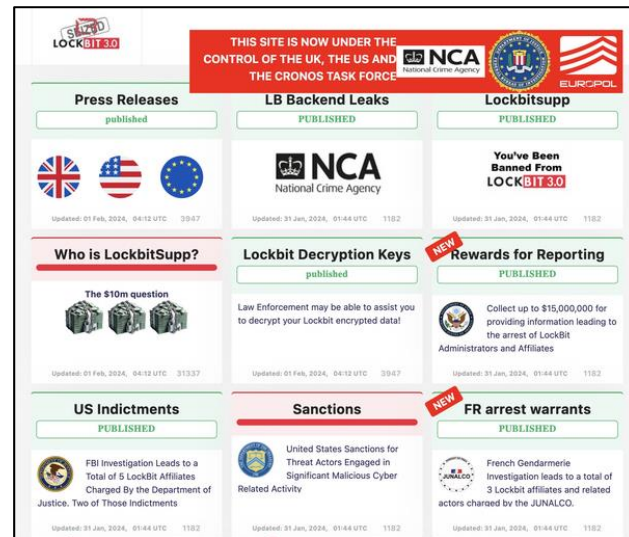 SEIZED
LOCKBIT 3.0
THIS SITE IS NOW UNDER THE
CONTROL OF THE UK, THE US AND
THE CRONOS TASK FORCE
NCA
National Crime Agency
EUROPOL
Press Releases
published
Updated: 01 Feb, 2024, 04:12 UTC 3947
LB Backend Leaks
PUBLISHED
NCA
National Crime Agency
Updated: 31 Jan, 2024, 01:44 UTC 1182
Lockbitsupp
PUBLISHED
You've Been
Banned From
LOCKBIT 3.0
Updated: 31 Jan, 2024, 01:44 UTC 1182
Who is LockbitSupp?
The $10m question
Updated: 01 Feb, 2024, 04:12 UTC 31337
Lockbit Decryption Keys
published
Law Enforcement may be able to assist you
to decrypt your Lockbit encrypted data!
Updated: 01 Feb, 2024, 04:12 UTC 3947
NEW
Rewards for Reporting
PUBLISHED
Collect up to $15,000,000 for
providing information leading to
the arrest of LockBit
Administrators and Affiliates
Updated: 31 Jan, 2024, 01:44 UTC 1182
US Indictments
PUBLISHED
FBI Investigation Leads to a
Total of 5 LockBit Affiliates
Charged By the Department of
Justice. Two of Those Indictments
Updated: 31 Jan, 2024, 01:44 UTC 1182
Sanctions
United States Sanctions for
Threat Actors Engaged in
Significant Malicious Cyber
Related Activity
Updated: 31 Jan, 2024, 01:44 UTC 1182
NEW
FR arrest warrants
PUBLISHED
JUNALCO
French Gendarmerie
Investigation leads to a total of
3 Lockbit affiliates and related
actors charged by the JUNALCO.
Updated: 31 Jan, 2024, 01:44 UTC 1182